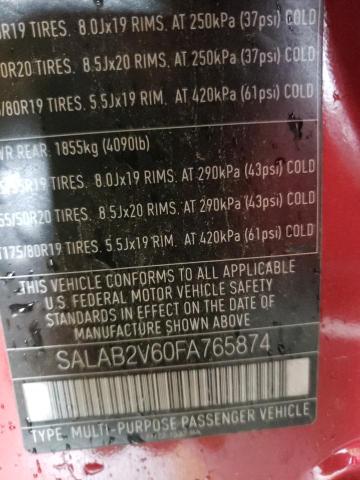 R19 TIRES. 8.0Jx19 RIMS. AT 250kPa (37psi) COLD
0R20 TIRES. 8.5Jx20 RIMS. AT 250kPa (37psi) COLD
/80R19 TIRES. 5.5Jx19 RIM. AT 420kPa (61psi) COLD
WR REAR. 1855kg (4090lb)
55R19 TIRES. 8.0Jx19 RIMS. AT 290kPa (43psi) COLD
55/50R20 TIRES. 8.5Jx20 RIMS. AT 290kPa (43psi) COLD
T175/80R19 TIRES. 5.5Jx19 RIM. AT 420kPa (61psi) COLD
THIS VEHICLE CONFORMS TO ALL APPLICABLE
U.S. FEDERAL MOTOR VEHICLE SAFETY
STANDARDS IN EFFECT ON THE DATE OF
MANUFACTURE SHOWN ABOVE.
SALAB2V60FA765874
TYPE: MULTI-PURPOSE PASSENGER VEHICLE